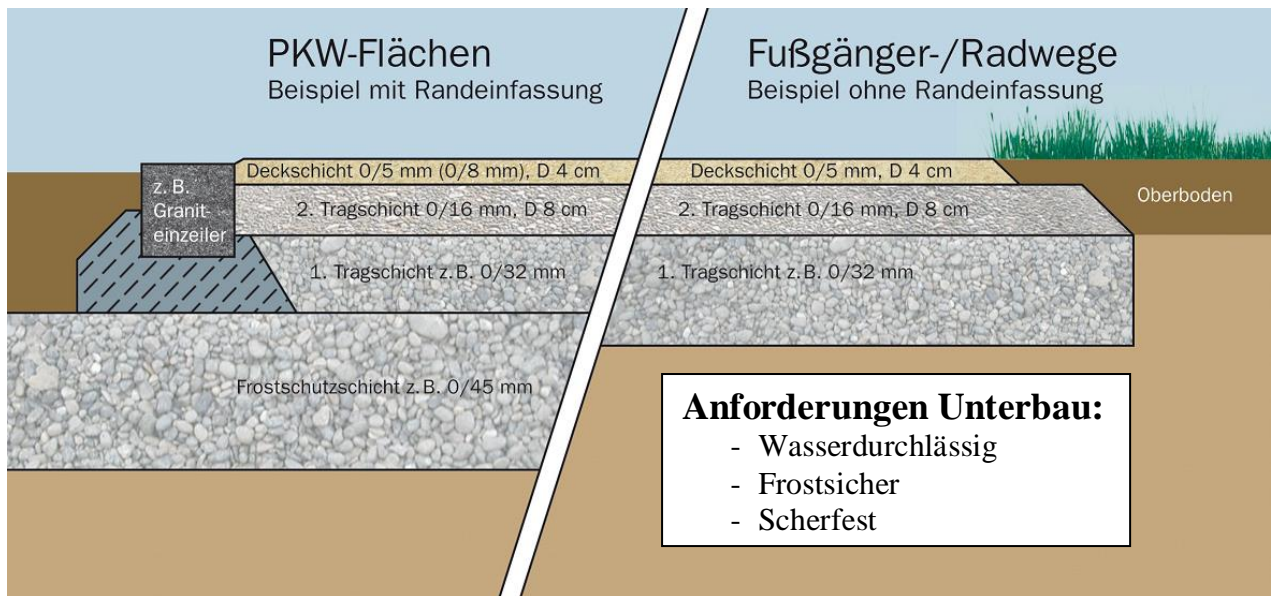 PKW-Flächen
Beispiel mit Randeinfassung
Deckschicht 0/5 mm (0/8 mm), D 4 cm
z. B.
Granit-
einzeiler
2. Tragschicht 0/16 mm, D 8 cm
1. Tragschicht z. B. 0/32 mm
Frostschutzschicht z. B. 0/45 mm
Fußgänger-/Radwege
Beispiel ohne Randeinfassung
Deckschicht 0/5 mm, D 4 cm
2. Tragschicht 0/16 mm, D 8 cm
1. Tragschicht z. B. 0/32 mm
Oberboden
Anforderungen Unterbau:
- Wasserdurchlässig
- Frostsicher
- Scherfest